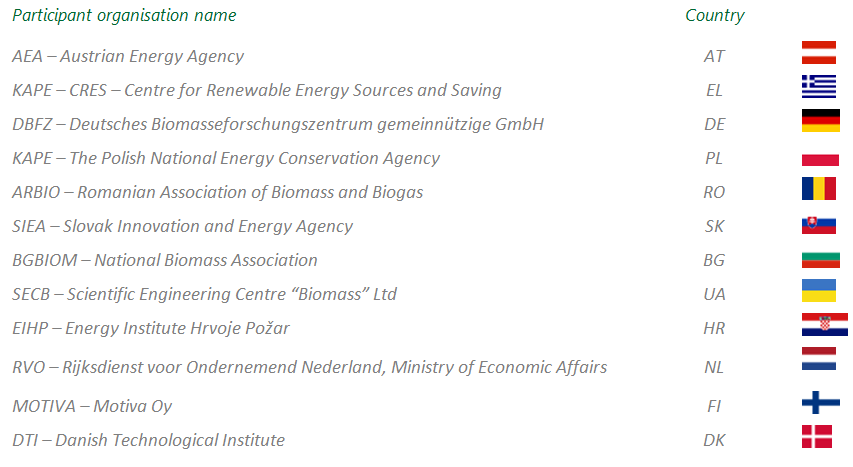 Participant organisation name Country
AEA – Austrian Energy Agency AT
KAPE – CRES – Centre for Renewable Energy Sources and Saving EL
DBFZ – Deutsches Biomasseforschungszentrum gemeinnützige GmbH DE
KAPE – The Polish National Energy Conservation Agency PL
ARBIO – Romanian Association of Biomass and Biogas RO
SIEA – Slovak Innovation and Energy Agency SK
BGBIOM – National Biomass Association BG
SECB – Scientific Engineering Centre “Biomass” Ltd UA
EIHP – Energy Institute Hrvoje Požar HR
RVO – Rijksdienst voor Ondernemend Nederland, Ministry of Economic Affairs NL
MOTIVA – Motiva Oy FI
DTI – Danish Technological Institute DK